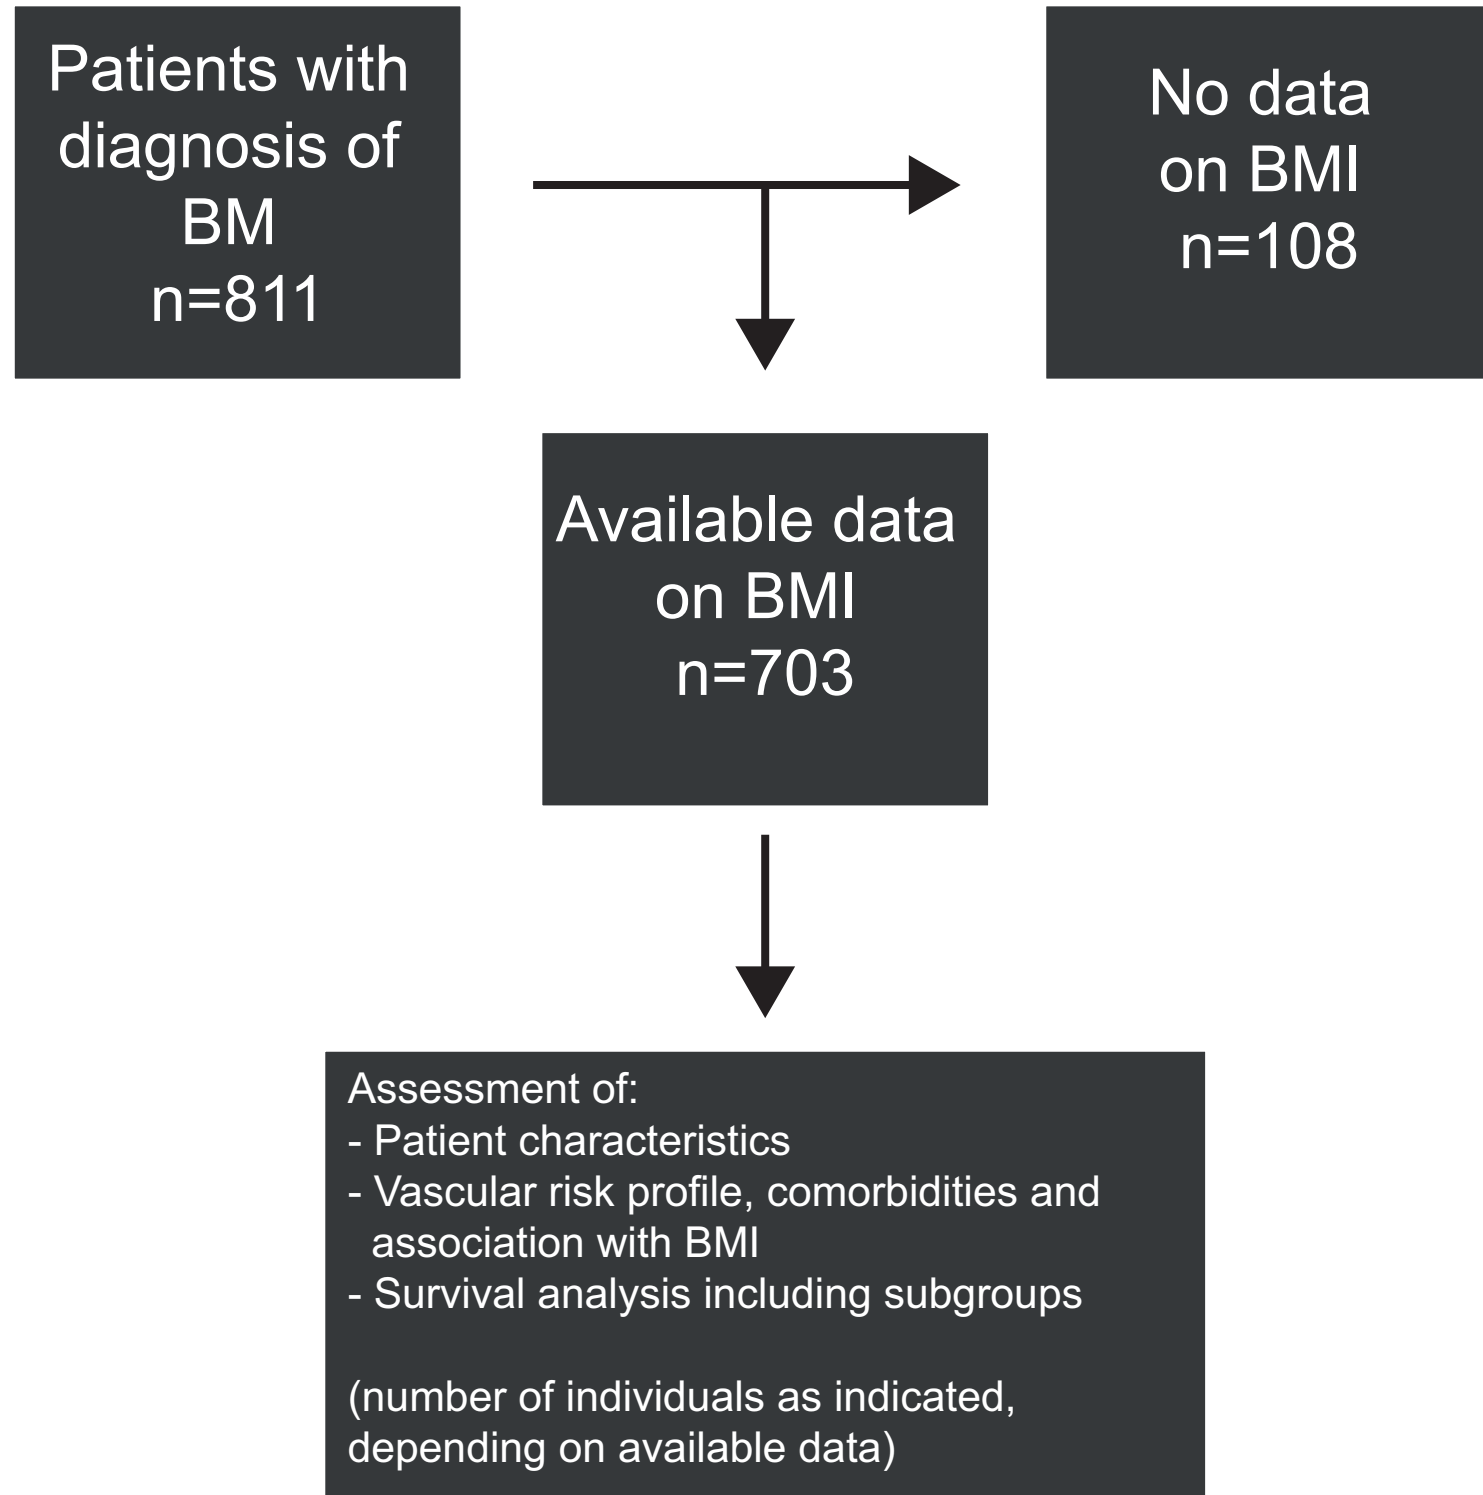 Patients with
diagnosis of
BM
n=811
No data
on BMI
n=108
Available data
on BMI
n=703
Assessment of:
- Patient characteristics
- Vascular risk profile, comorbidities and
association with BMI
- Survival analysis including subgroups
(number of individuals as indicated,
depending on available data)